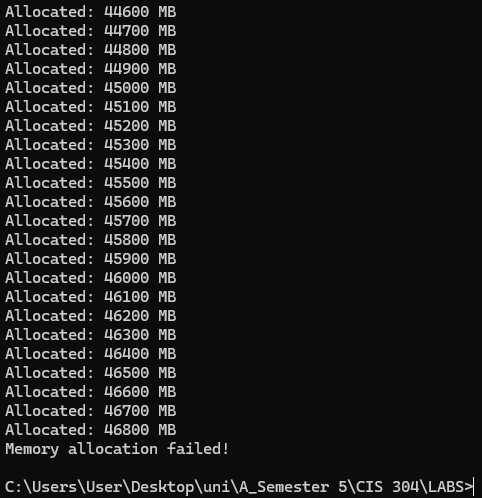 Allocated: 44600 MB
Allocated: 44700 MB
Allocated: 44800 MB
Allocated: 44900 MB
Allocated: 45000 MB
Allocated: 45100 MB
Allocated: 45200 MB
Allocated: 45300 MB
Allocated: 45400 MB
Allocated: 45500 MB
Allocated: 45600 MB
Allocated: 45700 MB
Allocated: 45800 MB
Allocated: 45900 MB
Allocated: 46000 MB
Allocated: 46100 MB
Allocated: 46200 MB
Allocated: 46300 MB
Allocated: 46400 MB
Allocated: 46500 MB
Allocated: 46600 MB
Allocated: 46700 MB
Allocated: 46800 MB
Memory allocation failed!
C:\Users\User\Desktop\uni\A_Semester 5\CIS 304\LABS>